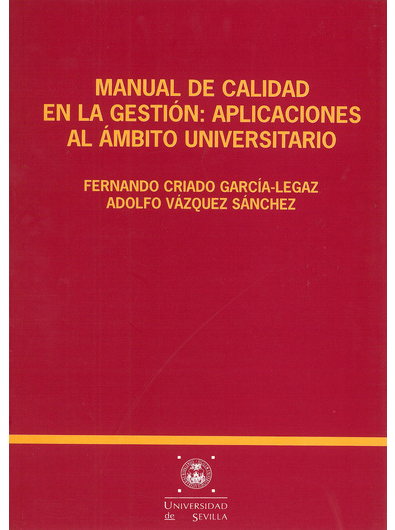 MANUAL DE CALIDAD
EN LA GESTIÓN: APLICACIONES
AL ÁMBITO UNIVERSITARIO
FERNANDO CRIADO GARCÍA-LEGAZ
ADOLFO VÁZQUEZ SÁNCHEZ
UNIVERSIDAD
de SEVILLA